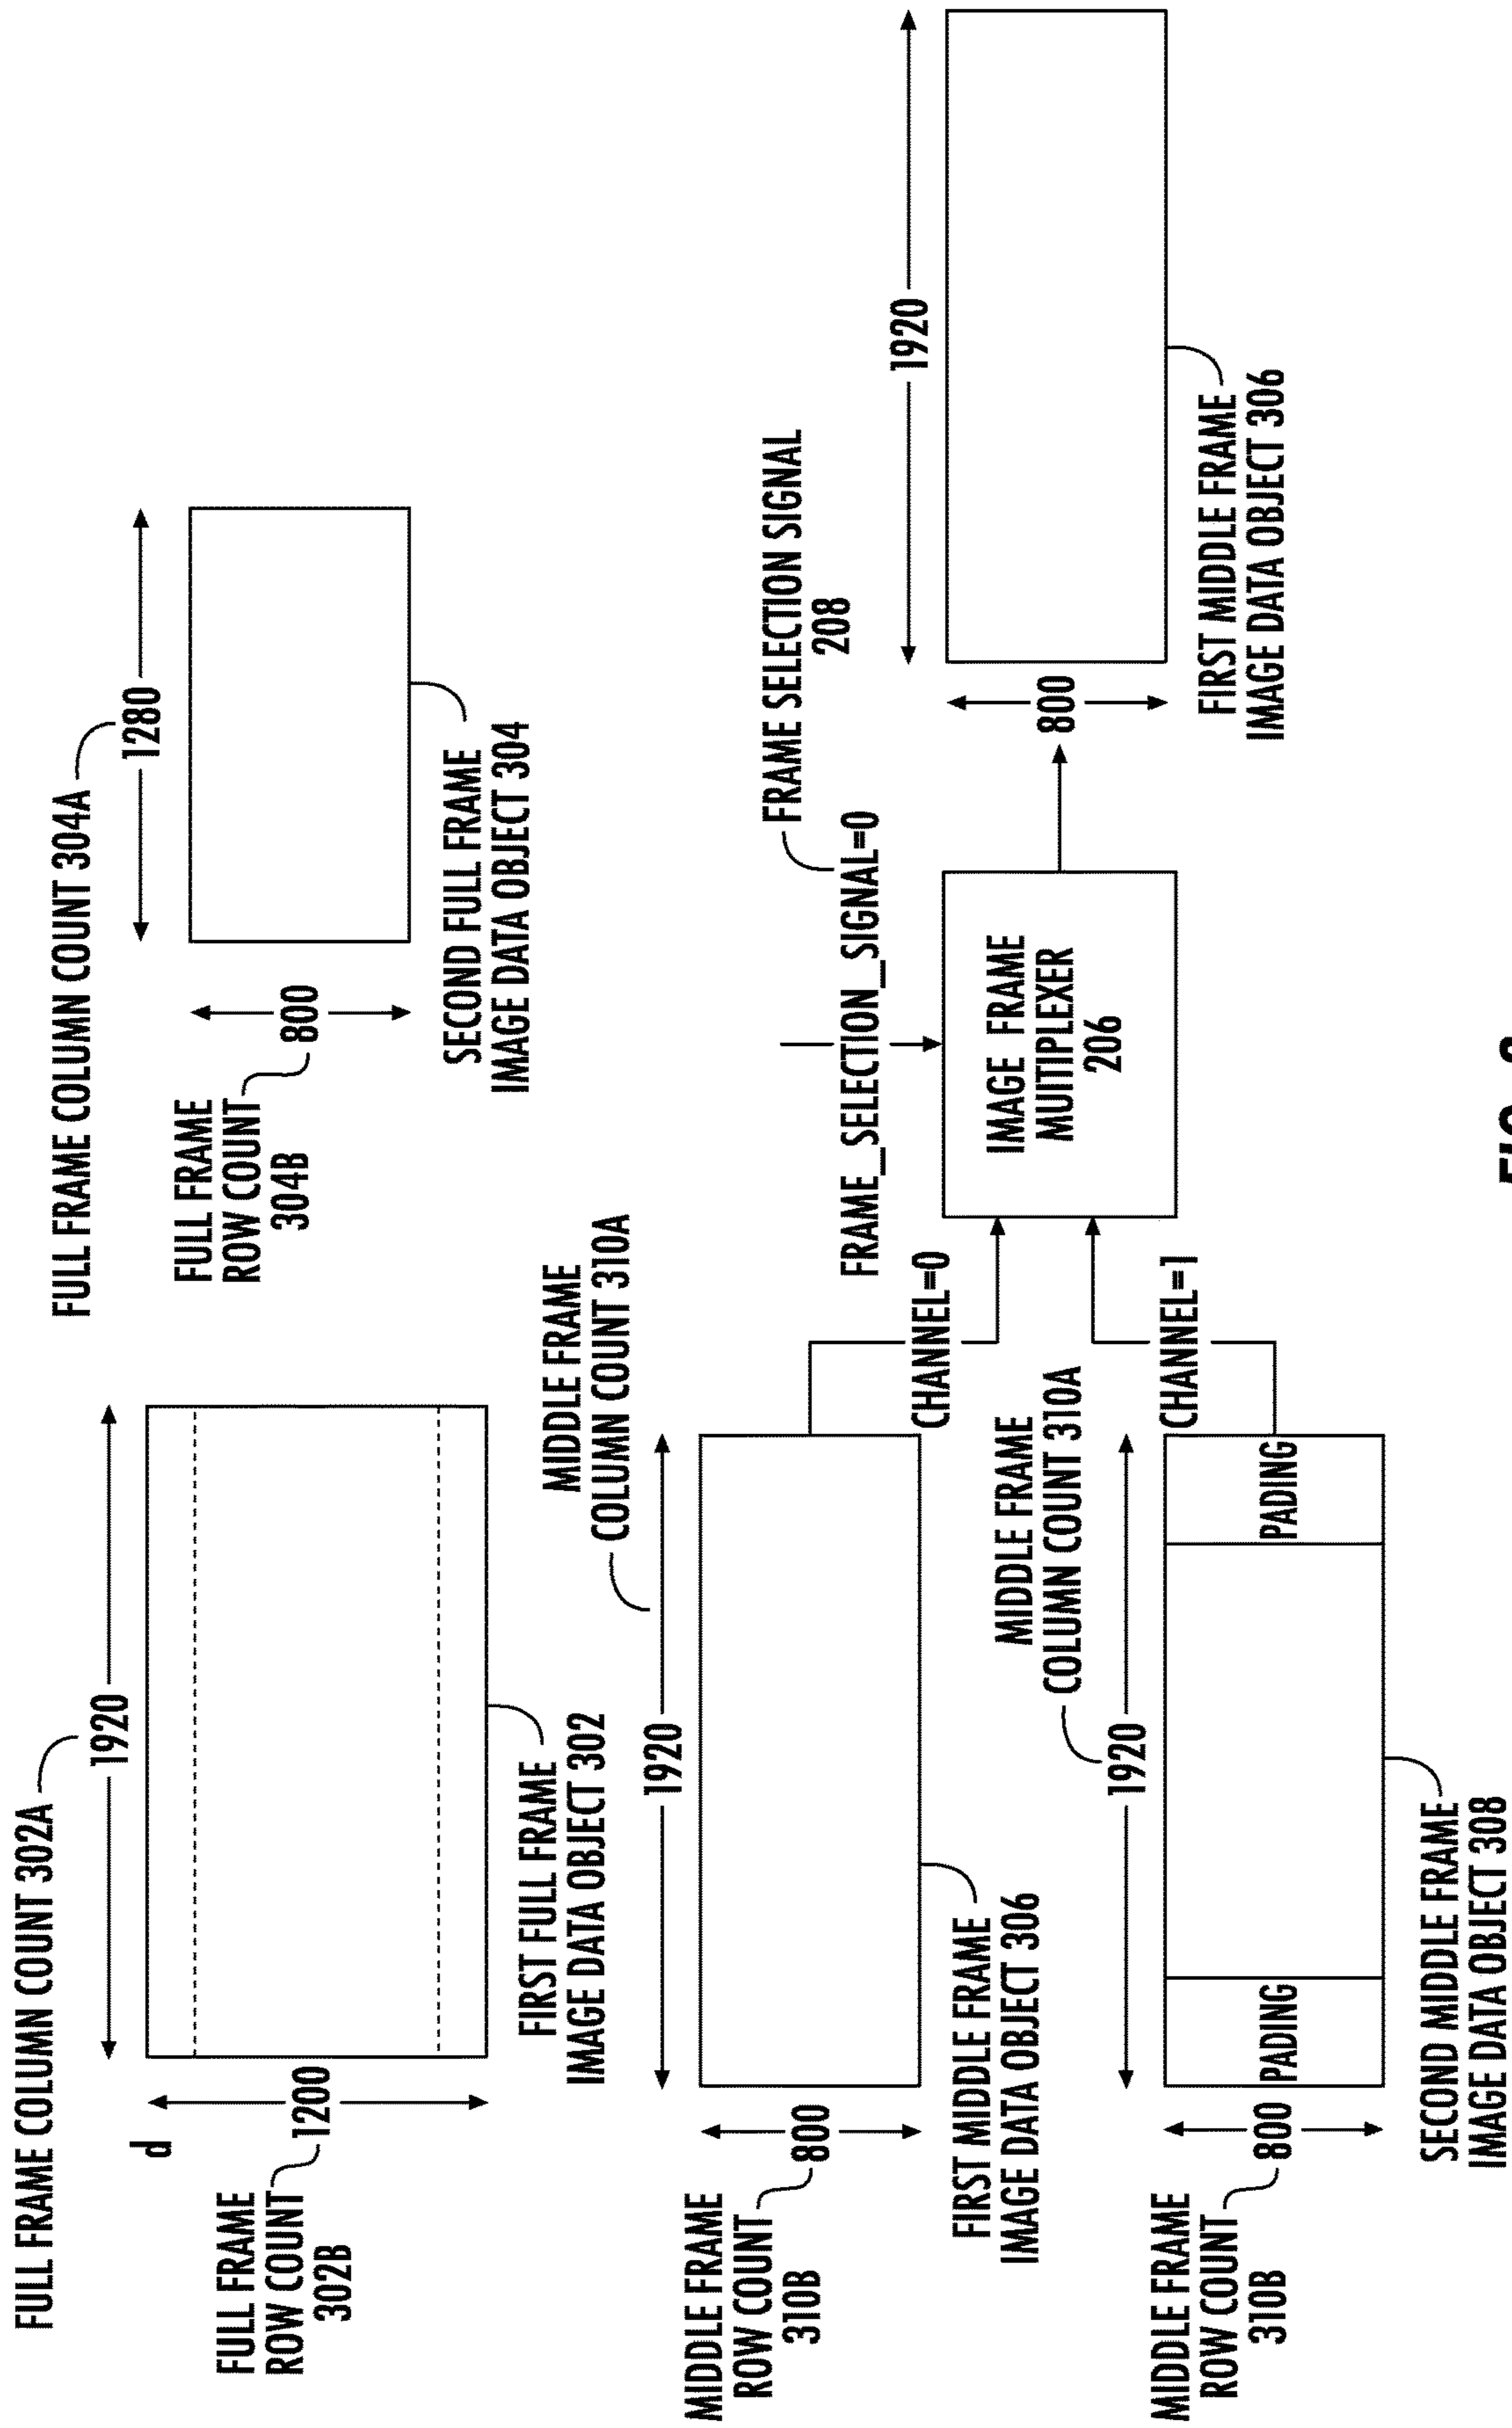 FULL FRAME COLUMN COUNT 302A
1920
d
1200
FULL FRAME
ROW COUNT
302B
FIRST FULL FRAME
IMAGE DATA OBJECT 302
FULL FRAME COLUMN COUNT 304A
1280
800
FULL FRAME
ROW COUNT
304B
SECOND FULL FRAME
IMAGE DATA OBJECT 304
MIDDLE FRAME
COLUMN COUNT 310A
1920
800
MIDDLE FRAME
ROW COUNT
310B
FIRST MIDDLE FRAME
IMAGE DATA OBJECT 306
CHANNEL=0
MIDDLE FRAME
COLUMN COUNT 310A
1920
PADING
PADING
800
MIDDLE FRAME
ROW COUNT
310B
SECOND MIDDLE FRAME
IMAGE DATA OBJECT 308
CHANNEL=1
FRAME SELECTION SIGNAL
208
FRAME_SELECTION_SIGNAL=0
IMAGE FRAME
MUTIPLEXER
206
1920
800
FIRST MIDDLE FRAME
IMAGE DATA OBJECT 306